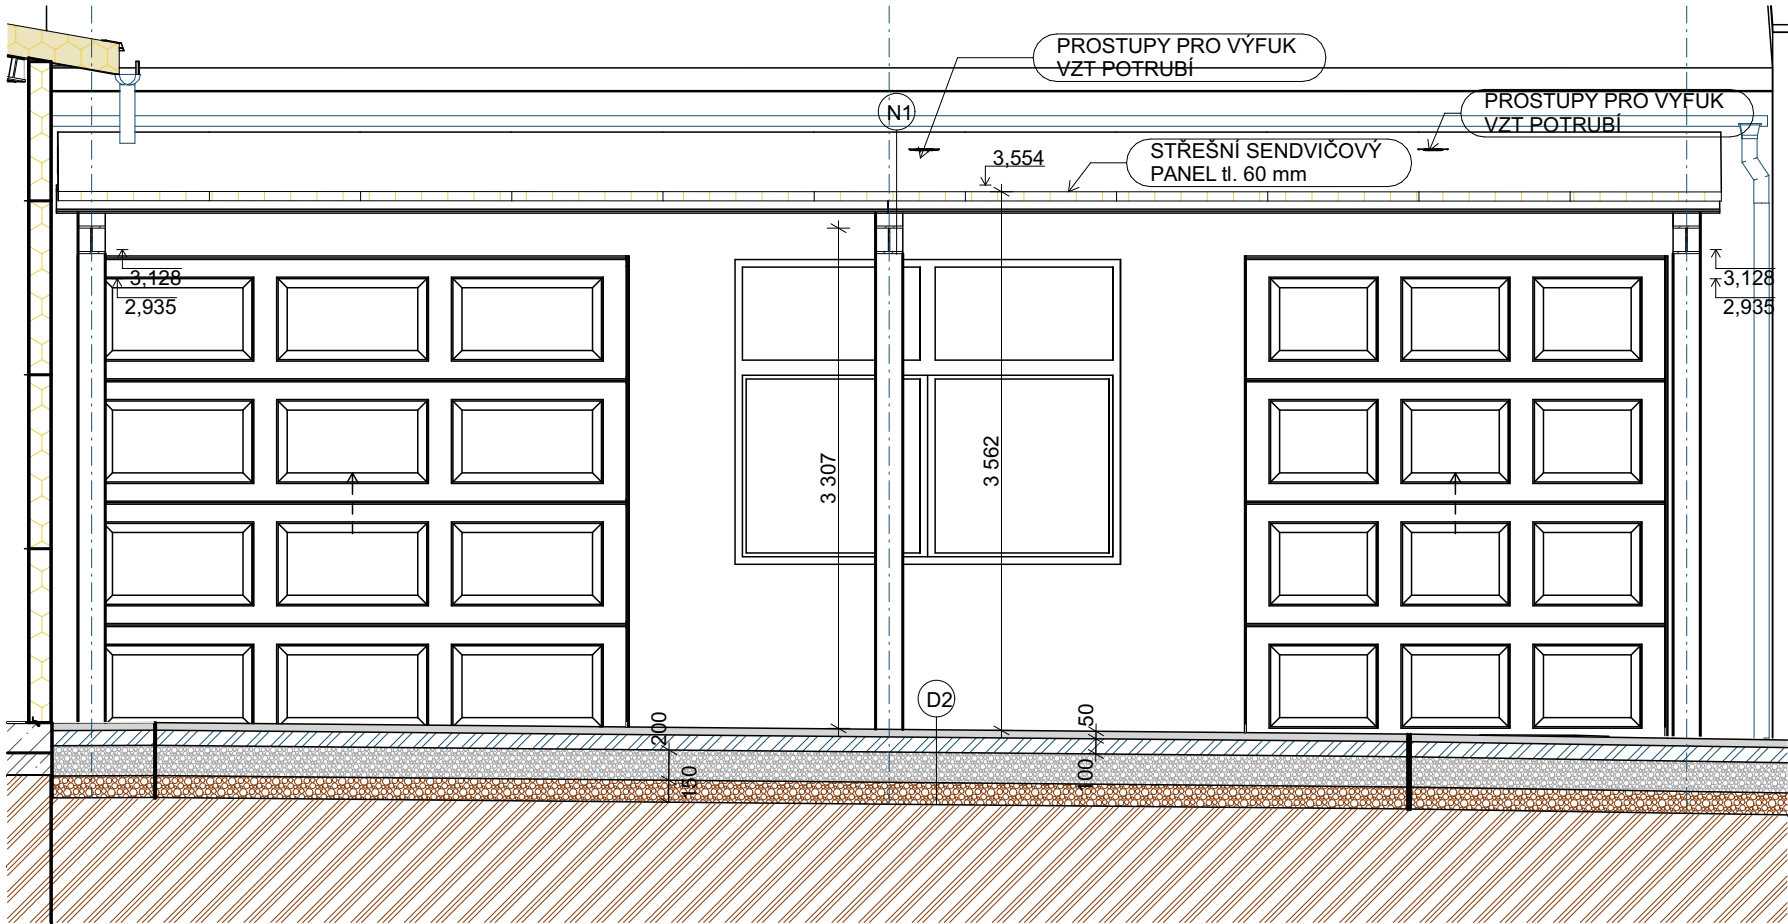 PROSTUPY PRO VÝFUK
VZT POTRUBÍ
PROSTUPY PRO VÝFUK
VZT POTRUBÍ
N1
STŘEŠNÍ SENDVIČOVÝ
PANEL tl. 60 mm
3,554
3,128
2,935
3,128
2,935
3 307
3 562
D2
200
150
50
100